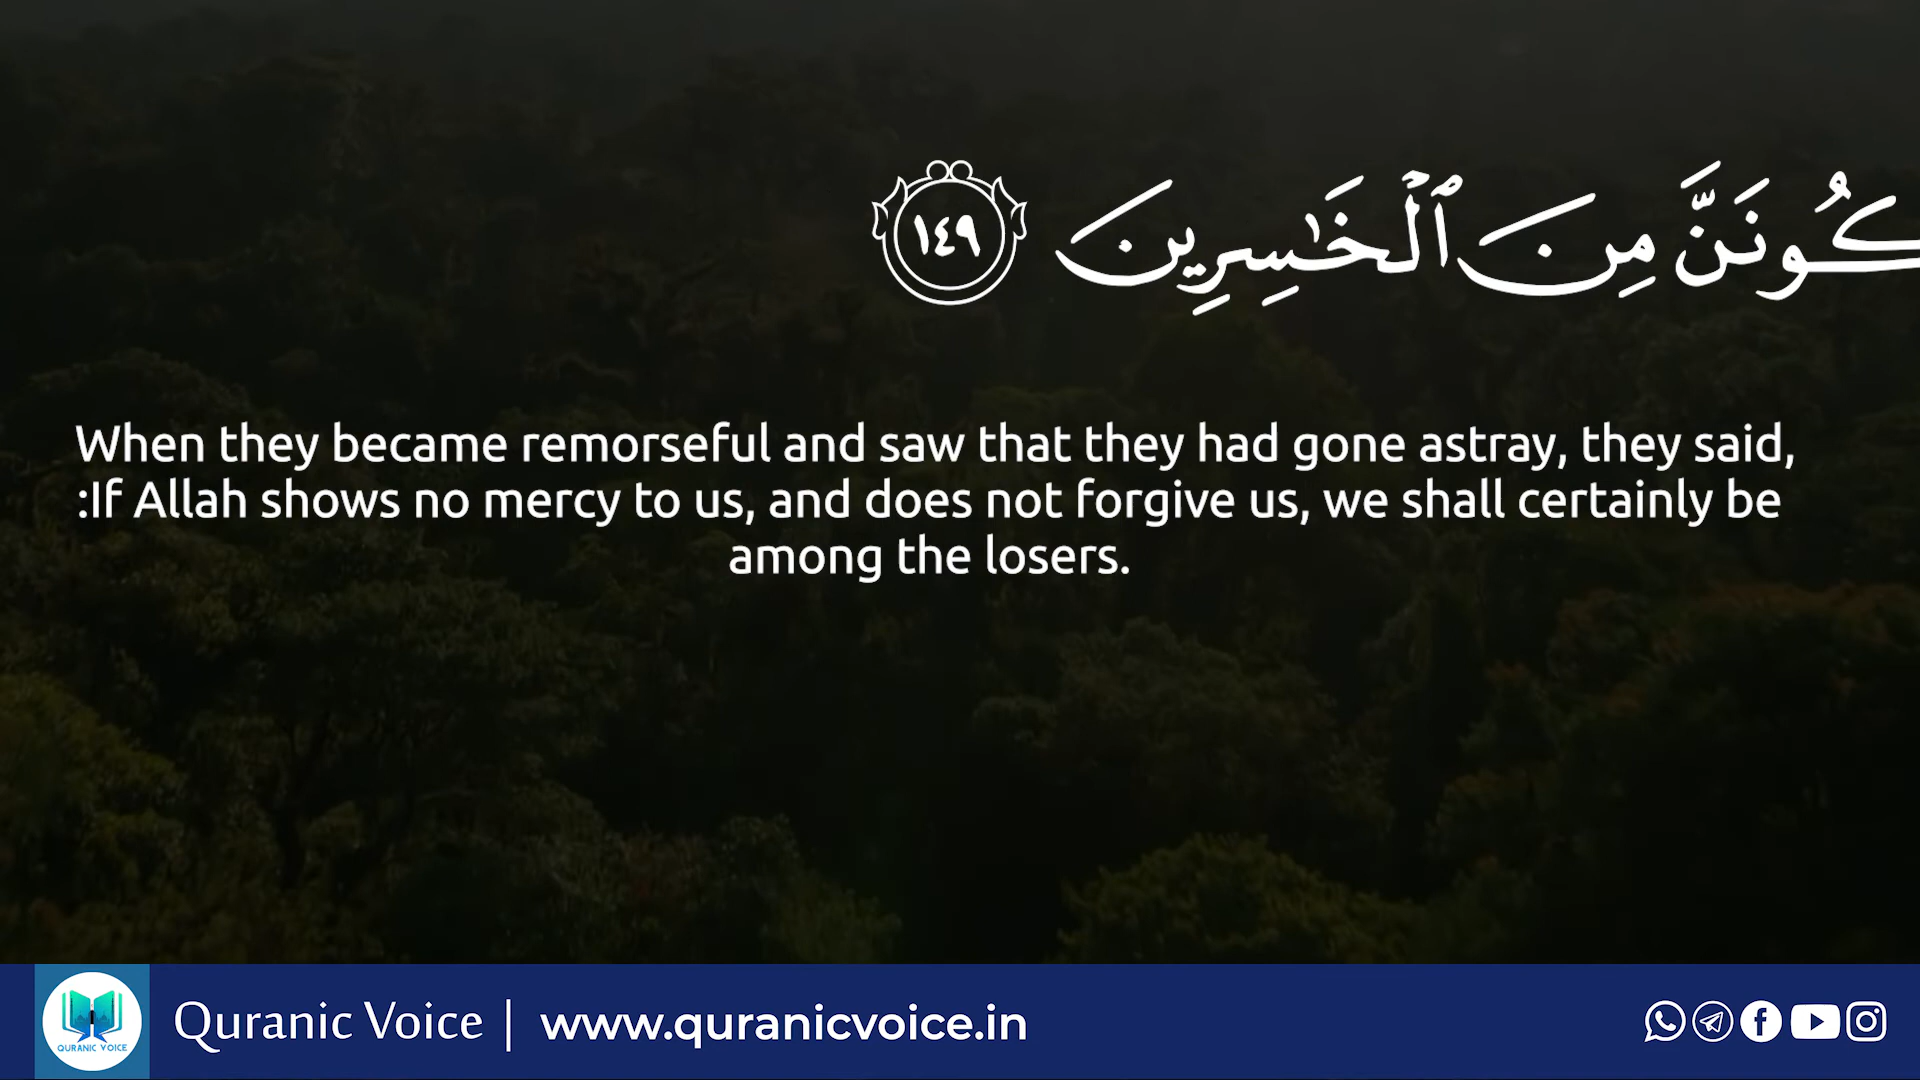 كُونَنَّ مِنَ ٱلْخَٰسِرِينَ ١٤٩
When they became remorseful and saw that they had gone astray, they said,
:If Allah shows no mercy to us, and does not forgive us, we shall certainly be
among the losers.
QURANIC VOICE
Quranic Voice | www.quranicvoice.in